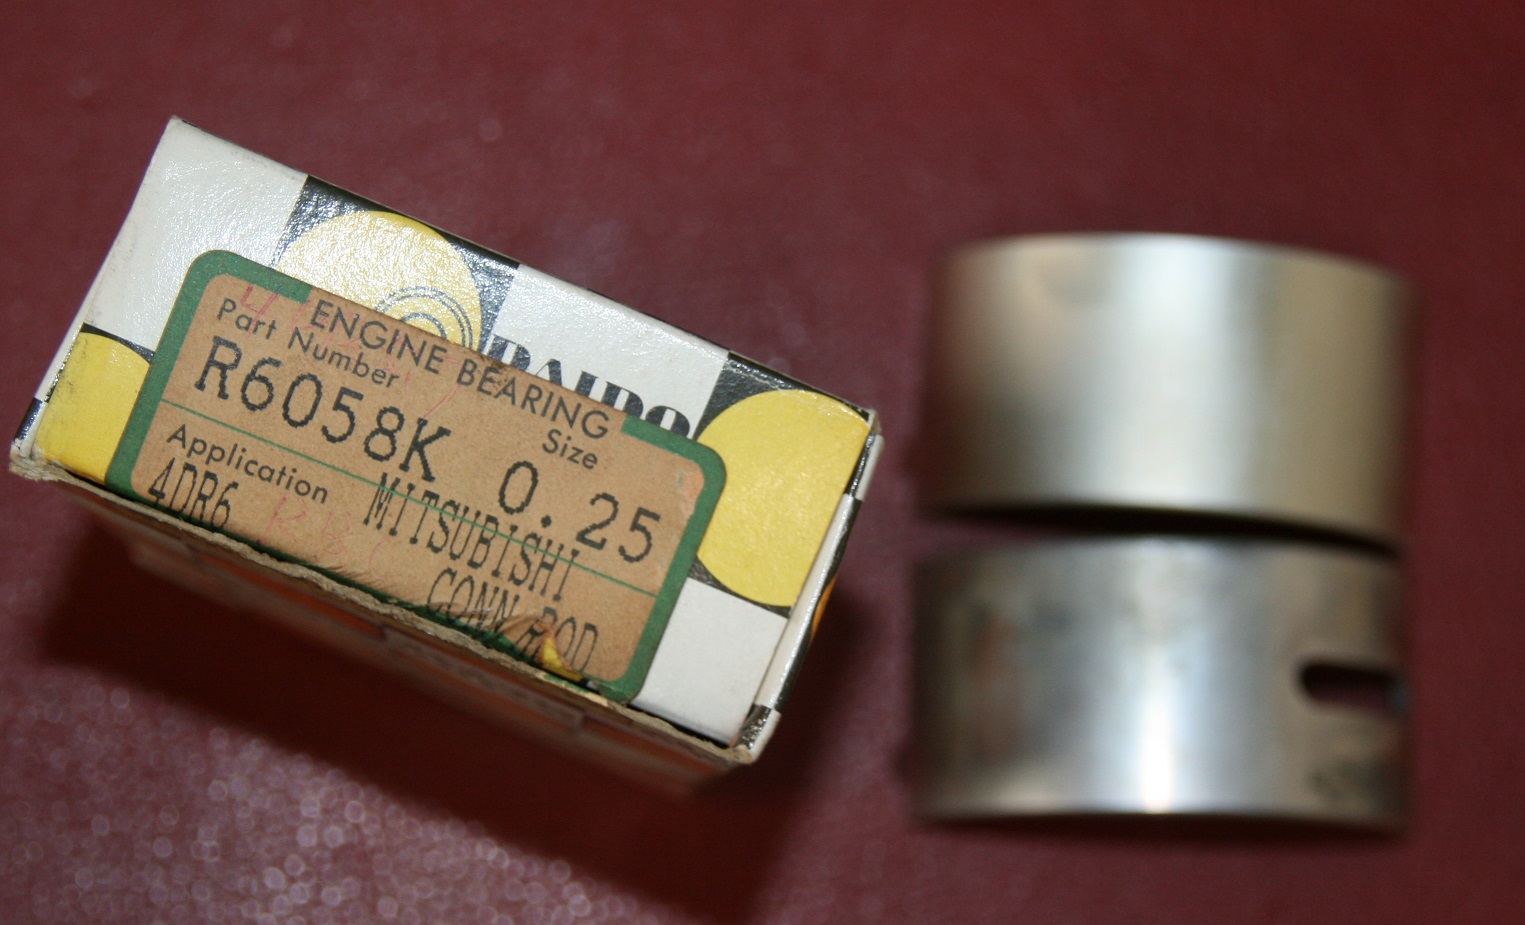 ENGINE BEARING
Part Number
Size
R6058K 0.25
Application
MITSUBISHI
4DR6
CONN ROD